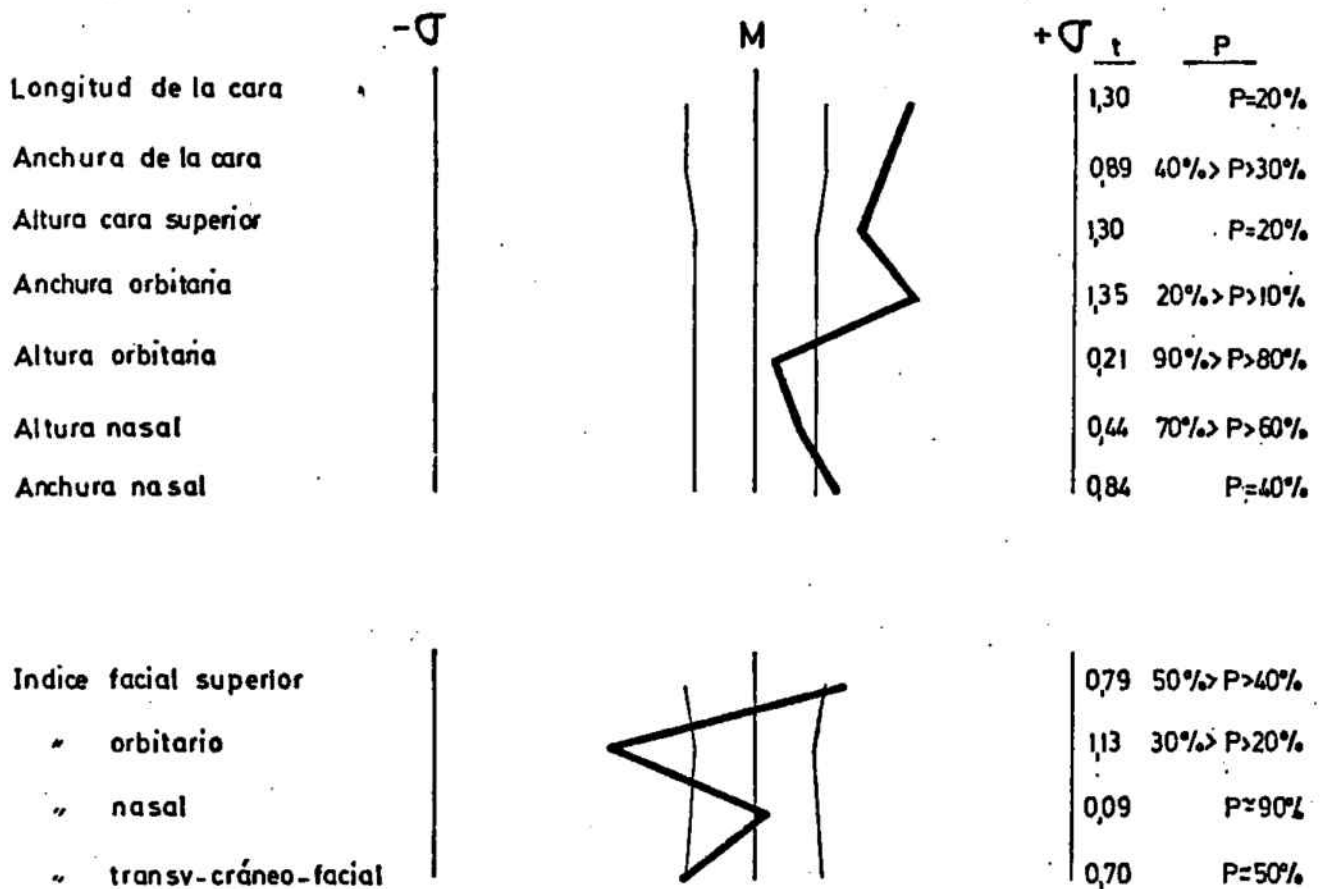 -σ M +σ t P
Longitud de la cara 1,30 P=20%
Anchura de la cara 0,89 40%>P>30%
Altura cara superior 1,30 P=20%
Anchura orbitaria 1,35 20%>P>10%
Altura orbitaria 0,21 90%>P>80%
Altura nasal 0,44 70%>P>60%
Anchura nasal 0,84 P=40%
Indice facial superior 0,79 50%>P>40%
" orbitario 1,13 30%>P>20%
" nasal 0,09 P≃90%
" transv-cráneo-facial 0,70 P≃50%